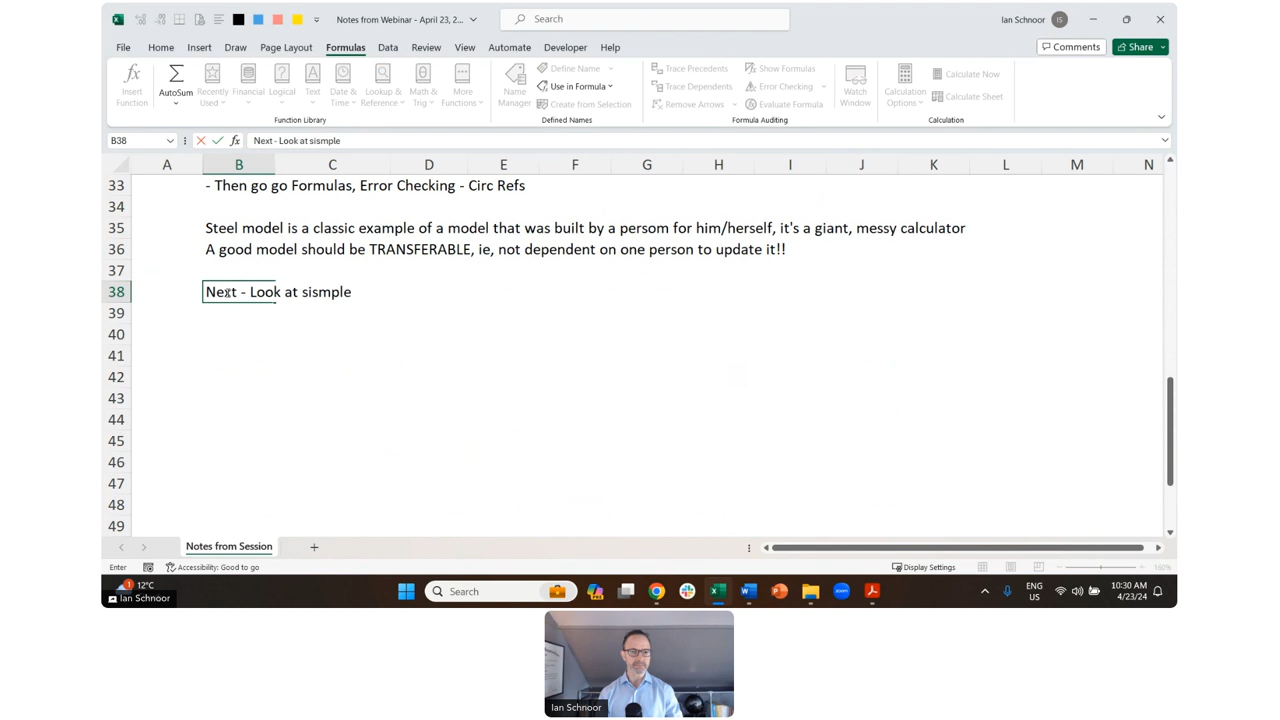 Notes from Webinar - April 23, 2...
Search
Ian Schnoor
IS
File
Home
Insert
Draw
Page Layout
Formulas
Data
Review
View
Automate
Developer
Help
Comments
Share
Insert Function
AutoSum
Recently Used
Financial
Logical
Text
Date & Time
Lookup & Reference
Math & Trig
More Functions
Function Library
Name Manager
Define Name
Use in Formula
Create from Selection
Defined Names
Trace Precedents
Trace Dependents
Remove Arrows
Show Formulas
Error Checking
Evaluate Formula
Formula Auditing
Watch Window
Calculation Options
Calculate Now
Calculate Sheet
Calculation
B38
fx
Next - Look at sismple
A B C D E F G H I J K L M N
33 - Then go go Formulas, Error Checking - Circ Refs
34
35 Steel model is a classic example of a model that was built by a persom for him/herself, it's a giant, messy calculator
36 A good model should be TRANSFERABLE, ie, not dependent on one person to update it!!
37
38 Next - Look at sismple
39
40
41
42
43
44
45
46
47
48
49
Notes from Session
Enter
Accessibility: Good to go
Display Settings
160%
1
12°C
Ian Schnoor
Search
ENG
US
10:30 AM
4/23/24
Ian Schnoor